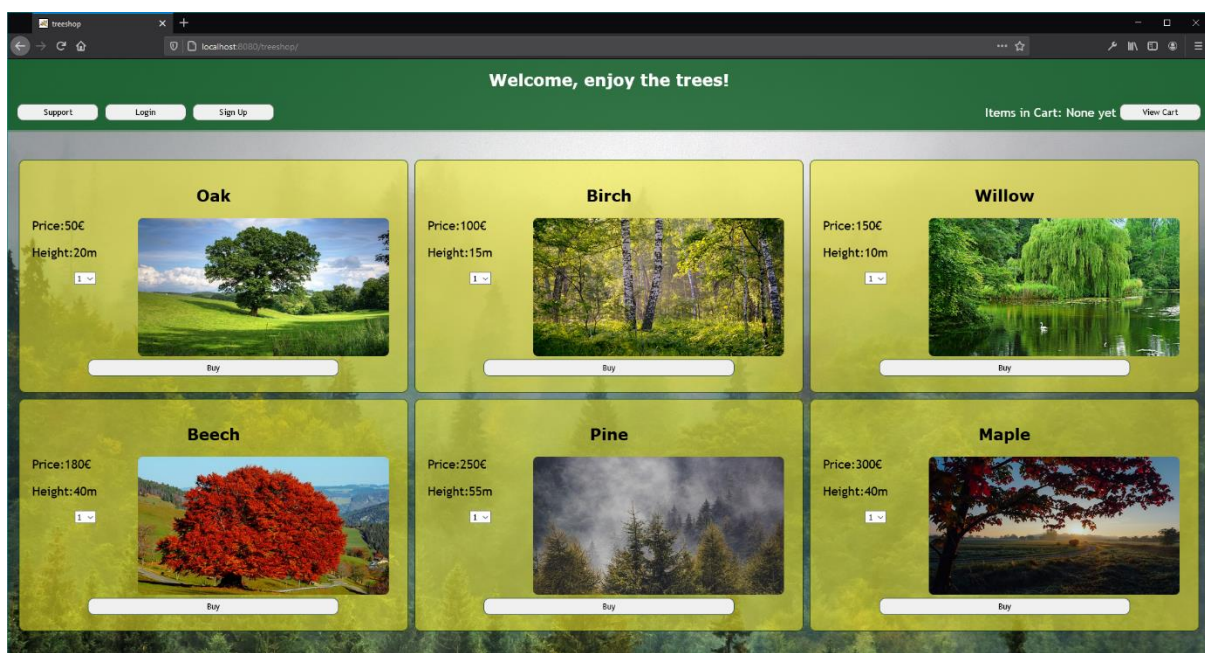 treeshop
localhost:8080/treeshop/
Welcome, enjoy the trees!
Support Login Sign Up Items in Cart: None yet View Cart
Oak
Price:50€
Height:20m
1
Buy
Birch
Price:100€
Height:15m
1
Buy
Willow
Price:150€
Height:10m
1
Buy
Beech
Price:180€
Height:40m
1
Buy
Pine
Price:250€
Height:55m
1
Buy
Maple
Price:300€
Height:40m
1
Buy